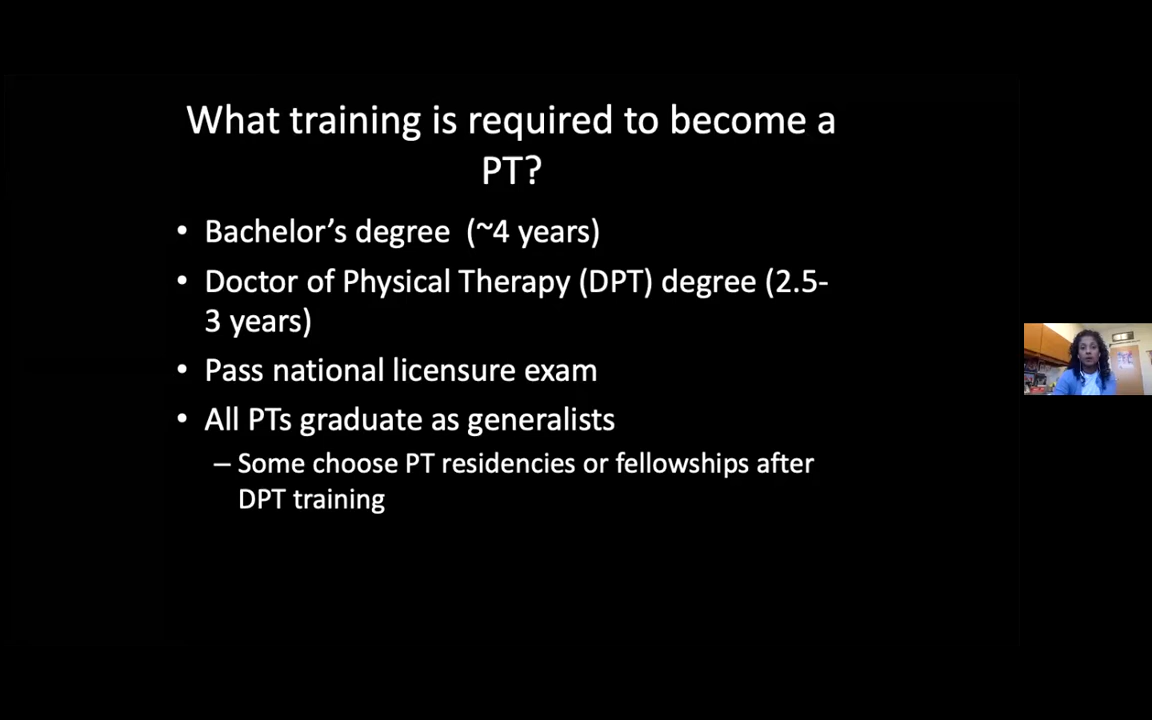 What training is required to become a
PT?
• Bachelor’s degree  (~4 years)
• Doctor of Physical Therapy (DPT) degree (2.5-
3 years)
• Pass national licensure exam
• All PTs graduate as generalists
– Some choose PT residencies or fellowships after
DPT training